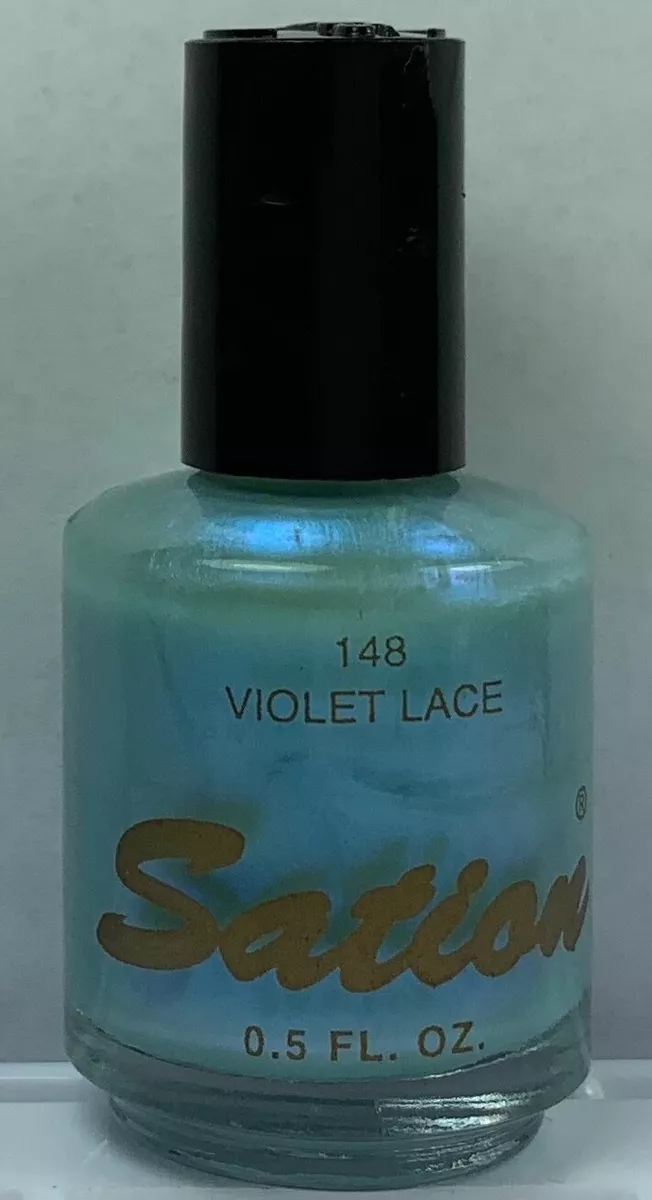 148
VIOLET LACE
Sation®
0.5 FL. OZ.